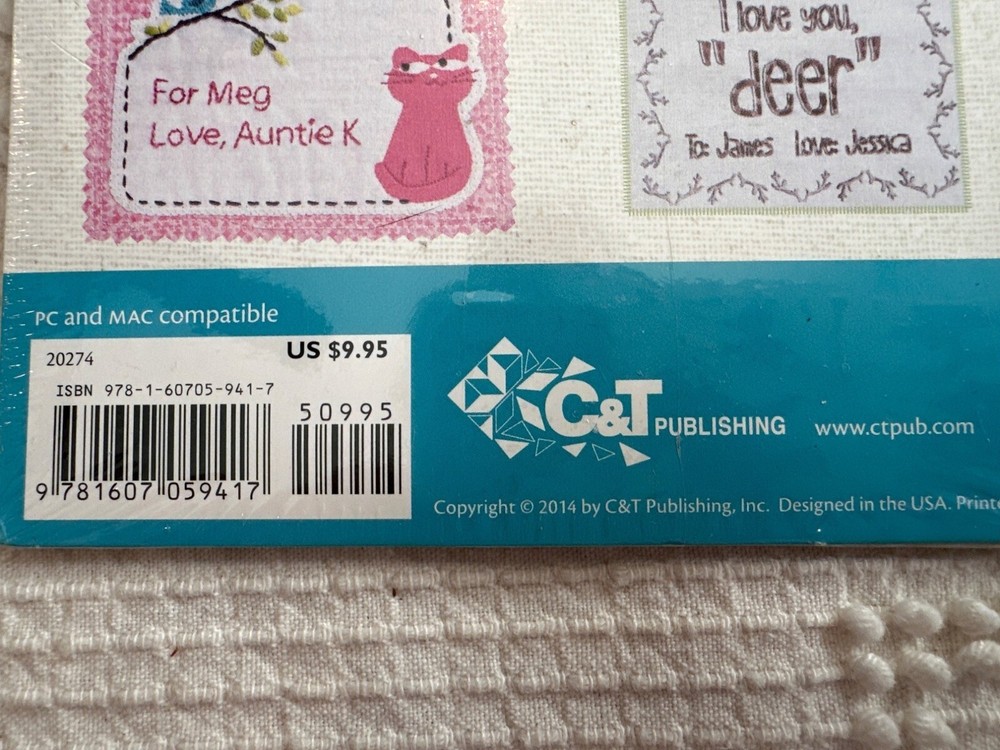 For Meg
Love, Auntie K
I love you,
"deer"
To: James love: Jessica
PC and MAC compatible
20274
US $9.95
ISBN 978-1-60705-941-7
50995
9 781607 059417
C&T PUBLISHING
www.ctpub.com
Copyright © 2014 by C&T Publishing, Inc. Designed in the USA.